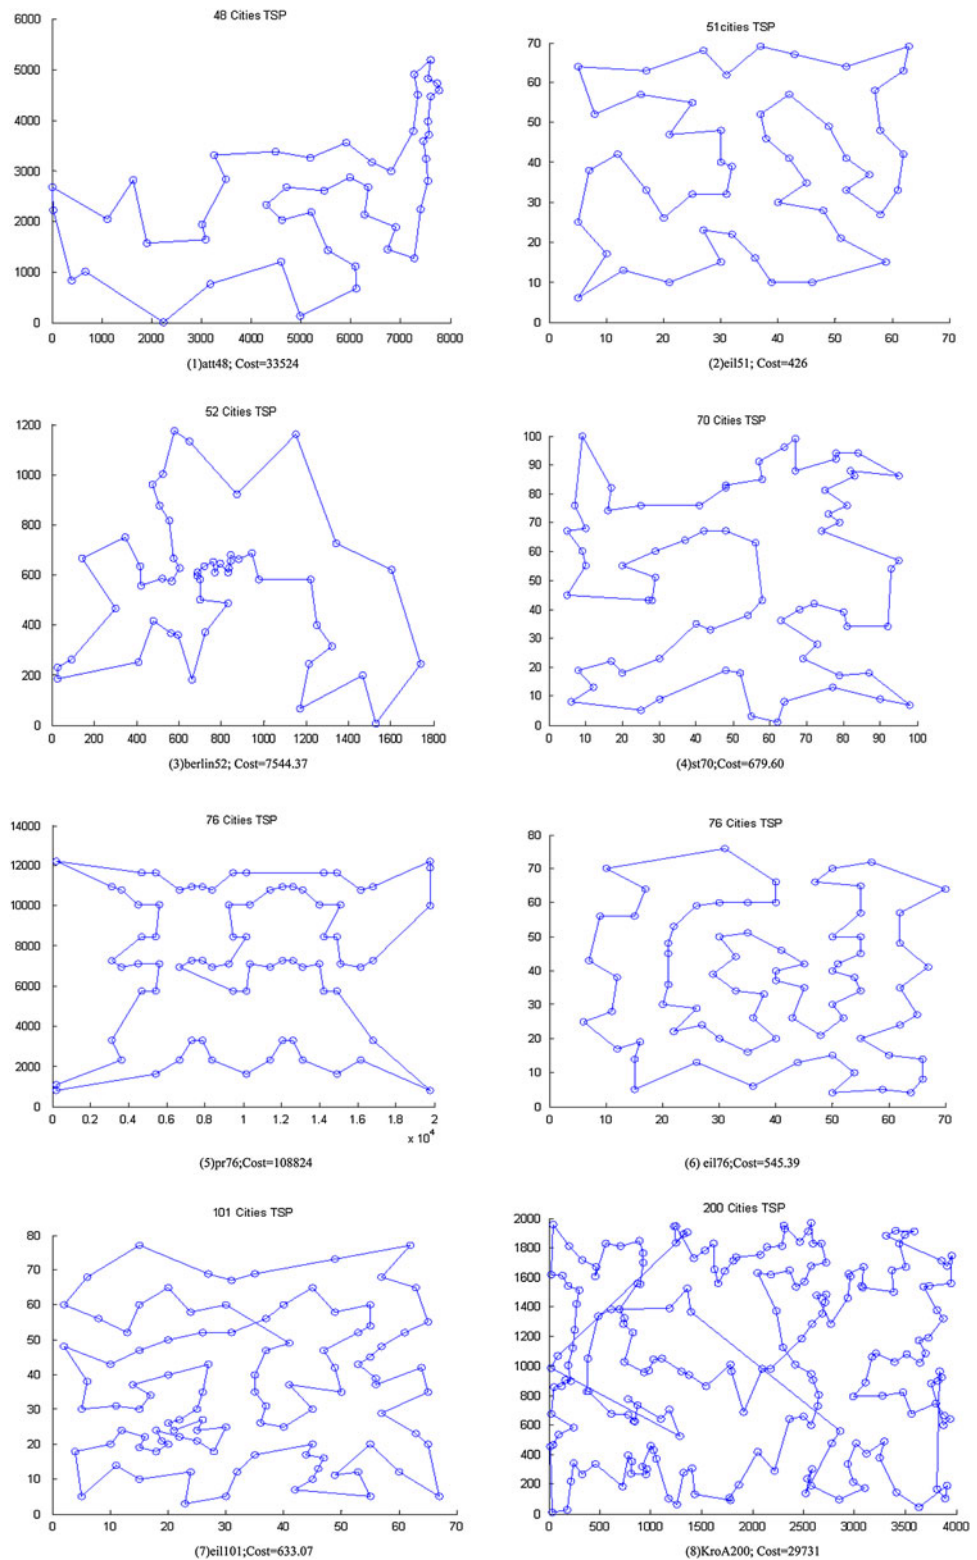 48 Cities TSP
6000
5000
4000
3000
2000
1000
0
0 1000 2000 3000 4000 5000 6000 7000 8000
(1)att48; Cost=33524
51cities TSP
70
60
50
40
30
20
10
0
0 10 20 30 40 50 60 70
(2)eil51; Cost=426
52 Cities TSP
1200
1000
800
600
400
200
0
0 200 400 600 800 1000 1200 1400 1600 1800
(3)berlin52; Cost=7544.37
70 Cities TSP
100
90
80
70
60
50
40
30
20
10
0
0 20 40 60 80 100
(4)st70;Cost=679.60
76 Cities TSP
14000
12000
10000
8000
6000
4000
2000
0
0 0.2 0.4 0.6 0.8 1 1.2 1.4 1.6 1.8 2
x 10^4
(5)pr76;Cost=108824
76 Cities TSP
80
70
60
50
40
30
20
10
0
0 10 20 30 40 50 60 70
(6) eil76;Cost=545.39
101 Cities TSP
80
70
60
50
40
30
20
10
0
0 10 20 30 40 50 60 70
(7)eil101;Cost=633.07
200 Cities TSP
2000
1800
1600
1400
1200
1000
800
600
400
200
0
0 500 1000 1500 2000 2500 3000 3500 4000
(8)KroA200; Cost=29731